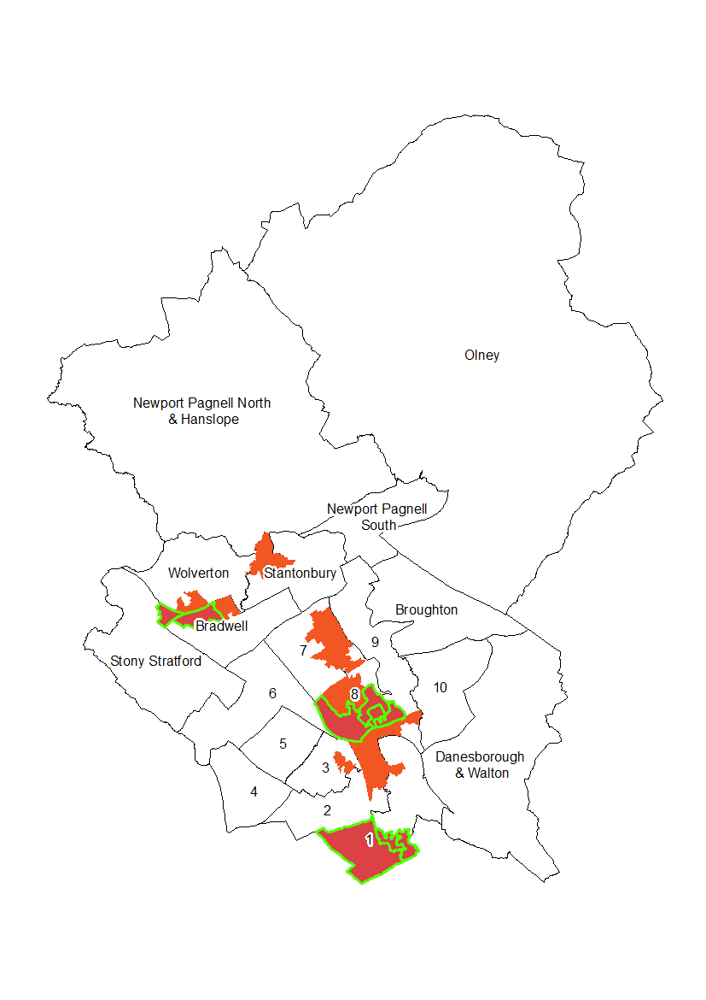 Olney
Newport Pagnell North
& Hanslope
Newport Pagnell
South
Wolverton
Stantonbury
Broughton
Bradwell
Stony Stratford
9
7
10
6
8
5
Danesborough
& Walton
3
4
2
1